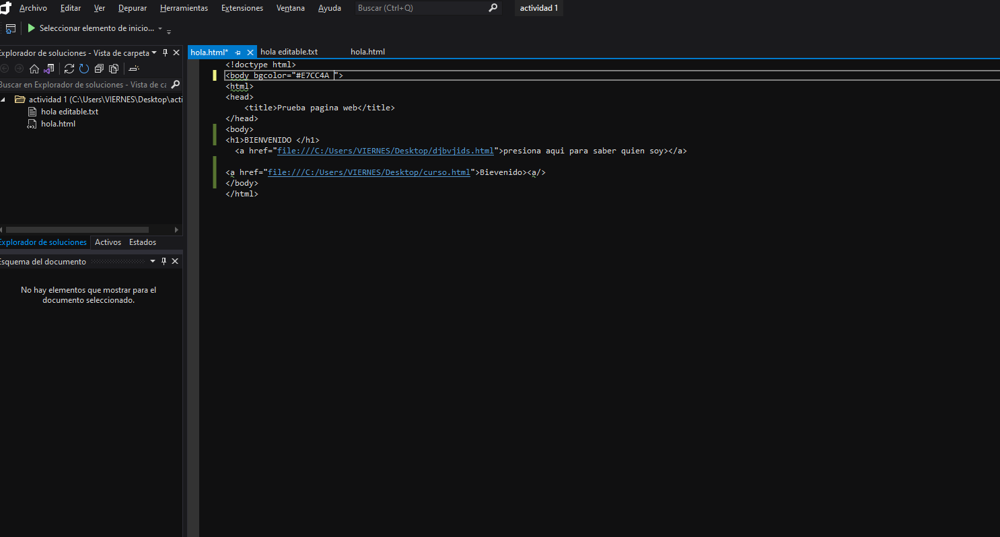 Archivo Editar Ver Depurar Herramientas Extensiones Ventana Ayuda Buscar (Ctrl+Q) actividad 1
Seleccionar elemento de inicio...
Explorador de soluciones - Vista de carpeta
Buscar en Explorador de soluciones - Vista de ca
actividad 1 (C:\Users\VIERNES\Desktop\acti
hola editable.txt
hola.html
Explorador de soluciones Activos Estados
Esquema del documento
No hay elementos que mostrar para el
documento seleccionado.
hola.html* hola editable.txt hola.html
<!doctype html>
<body bgcolor="#E7CC4A ">
<html>
<head>
<title>Prueba pagina web</title>
</head>
<body>
<h1>BIENVENIDO </h1>
<a href="file:///C:/Users/VIERNES/Desktop/djbvjids.html">presiona aqui para saber quien soy></a>
<a href="file:///C:/Users/VIERNES/Desktop/curso.html">Bievenido><a/>
</body>
</html>